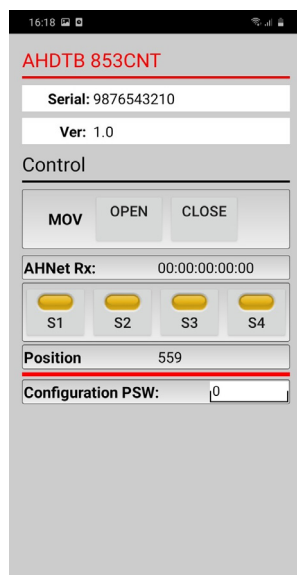 16:18
AHDTB 853CNT
Serial: 9876543210
Ver: 1.0
Control
MOV OPEN CLOSE
AHNet Rx: 00:00:00:00:00
S1 S2 S3 S4
Position 559
Configuration PSW: 0